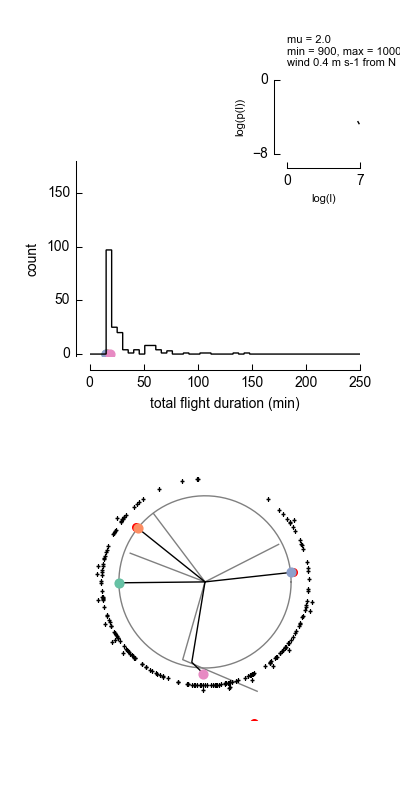 mu = 2.0
min = 900, max = 1000
wind 0.4 m s-1 from N
0
−8
log(p(l))
0 7
log(l)
150
100
50
0
count
0 50 100 150 200 250
total flight duration (min)